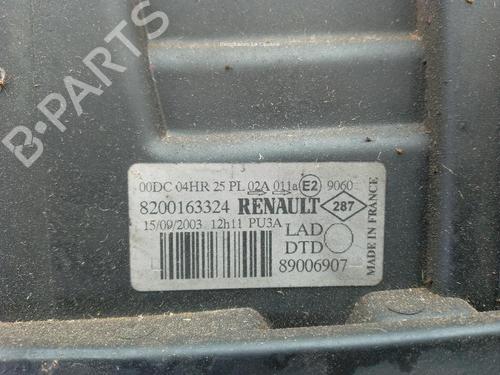 00DC 04HR 25 PL 02A 011a E2 9060
8200163324 RENAULT 287
15/09/2003 12h11 PU3A
LAD
DTD
89006907
MADE IN FRANCE
B-PARTS